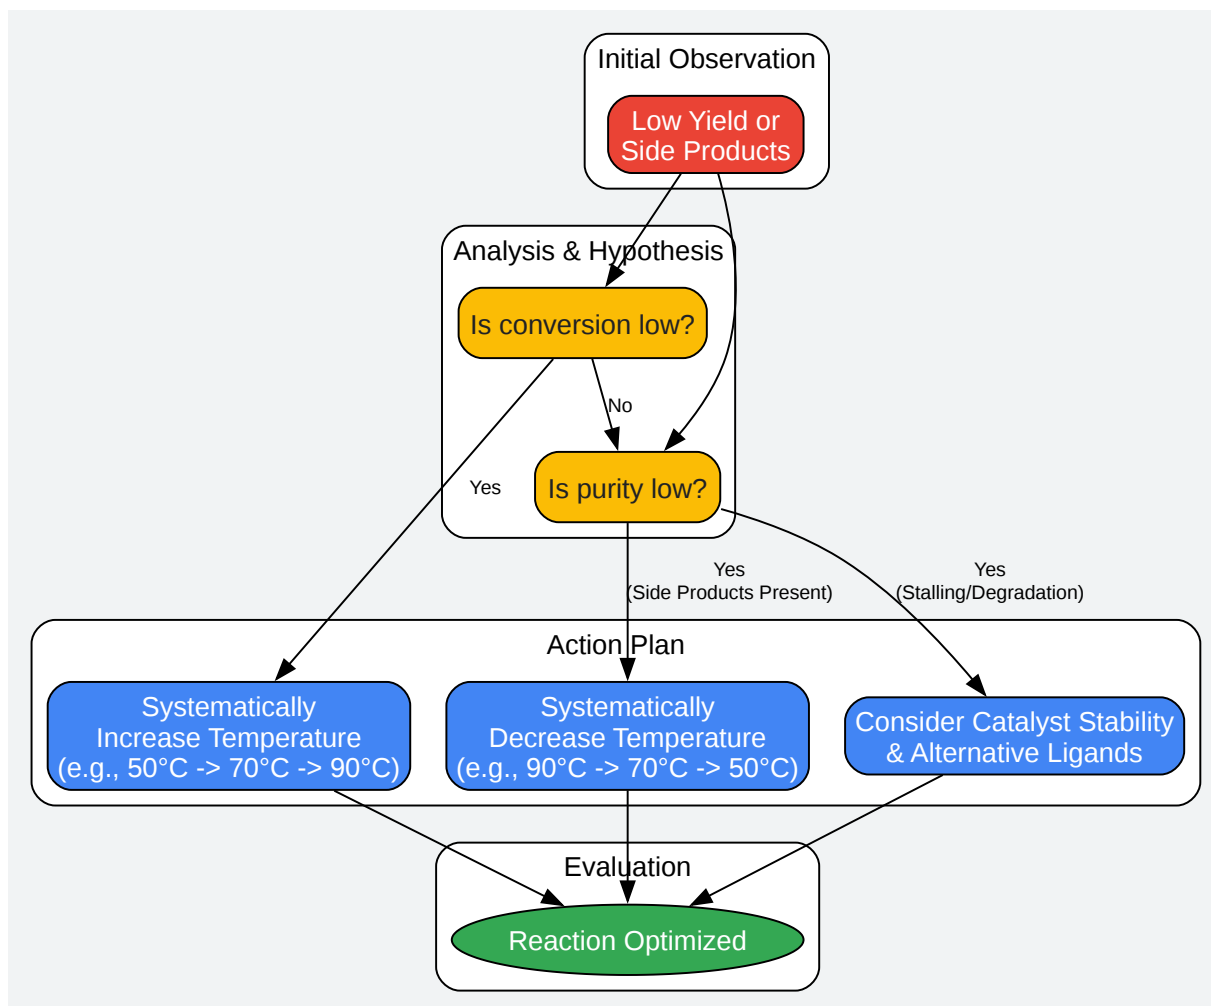 Initial Observation
Low Yield or
Side Products
Analysis & Hypothesis
Is conversion low?
No
Yes
Is purity low?
Yes
(Side Products Present)
Yes
(Stalling/Degradation)
Action Plan
Systematically
Increase Temperature
(e.g., 50°C -> 70°C -> 90°C)
Systematically
Decrease Temperature
(e.g., 90°C -> 70°C -> 50°C)
Consider Catalyst Stability
& Alternative Ligands
Evaluation
Reaction Optimized